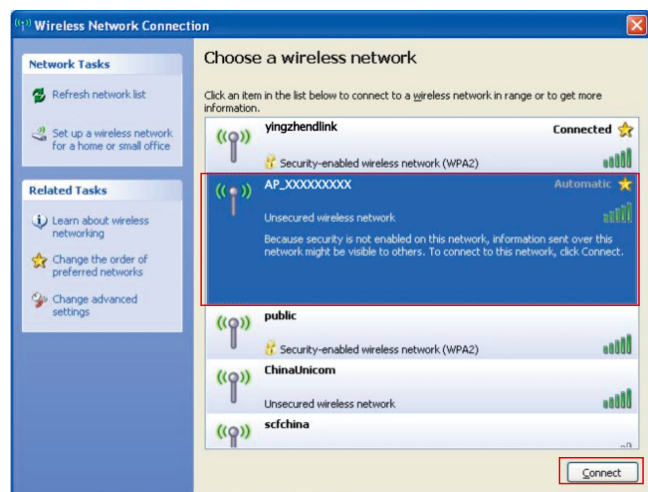 Wireless Network Connection
Network Tasks
Refresh network list
Set up a wireless network
for a home or small office
Related Tasks
Learn about wireless
networking
Change the order of
preferred networks
Change advanced
settings
Choose a wireless network
Click an item in the list below to connect to a wireless network in range or to get more
information.
yingzhendlink Connected
Security-enabled wireless network (WPA2)
AP_XXXXXXXXX Automatic
Unsecured wireless network
Because security is not enabled on this network, information sent over this
network might be visible to others. To connect to this network, click Connect.
public
Security-enabled wireless network (WPA2)
ChinaUnicom
Unsecured wireless network
scfchina
Connect